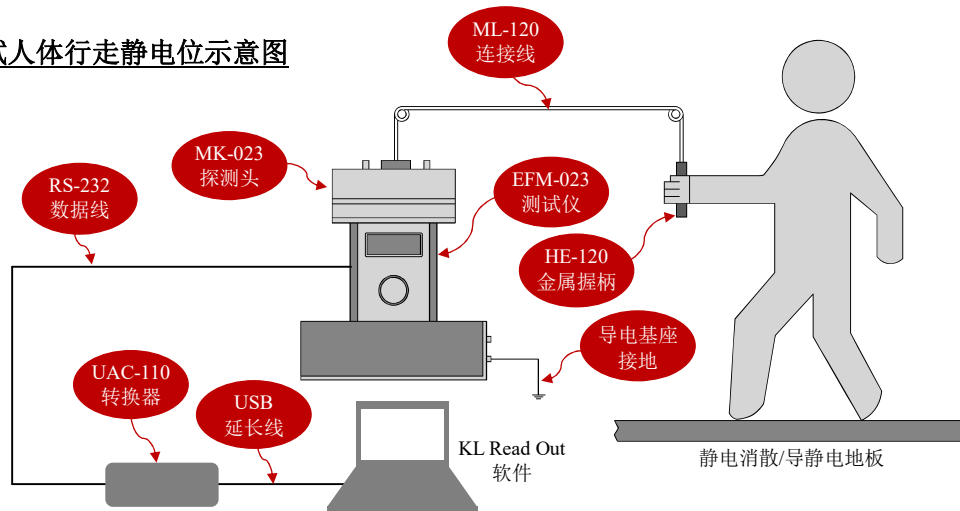 人体行走静电位示意图
ML-120
连接线
MK-023
探测头
EFM-023
测试仪
RS-232
数据线
HE-120
金属握柄
导电基座
接地
UAC-110
转换器
USB
延长线
KL Read Out
软件
静电消散/导静电地板